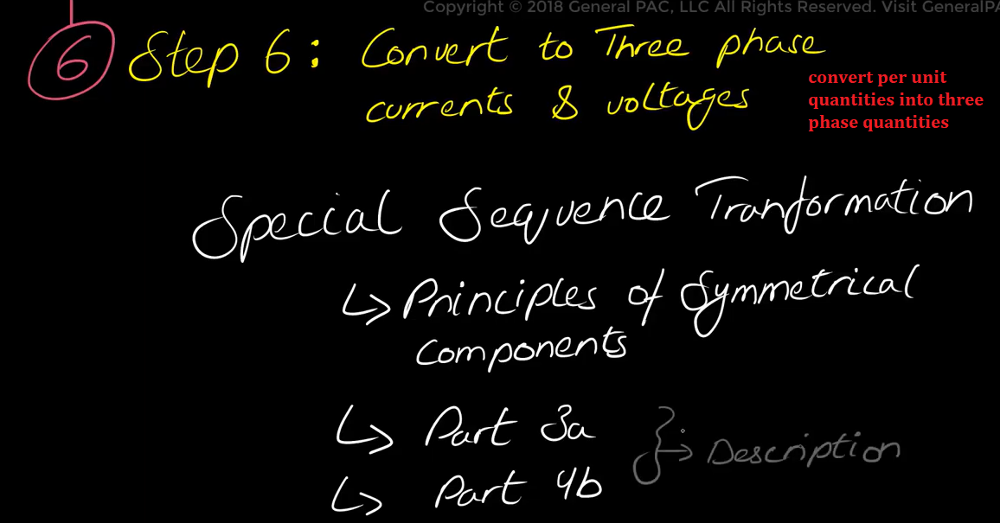 Copyright © 2018 General PAC, LLC All Rights Reserved. Visit GeneralPA
6 Step 6: Convert to Three phase
currents & voltages
convert per unit
quantities into three
phase quantities
Special Sequence Tranformation
↳ Principles of Symmetrical
components
↳ Part 3a
} → Description
↳ Part 4b